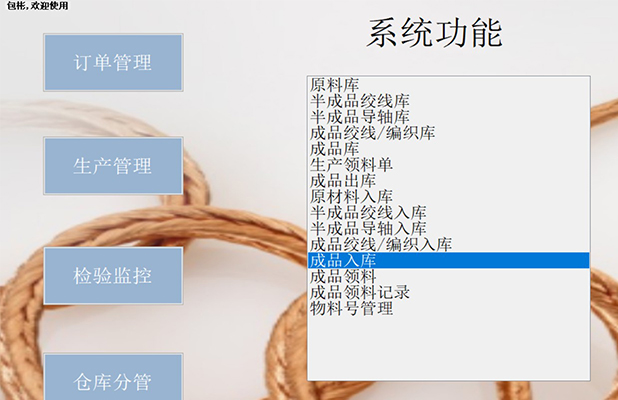 包彬,欢迎使用
系统功能
订单管理
生产管理
检验监控
仓库分管
原料库
半成品绞线库
半成品导轴库
成品绞线/编织库
成品库
生产领料单
成品出库
原材料入库
半成品绞线入库
半成品导轴入库
成品绞线/编织入库
成品入库
成品领料
成品领料记录
物料号管理